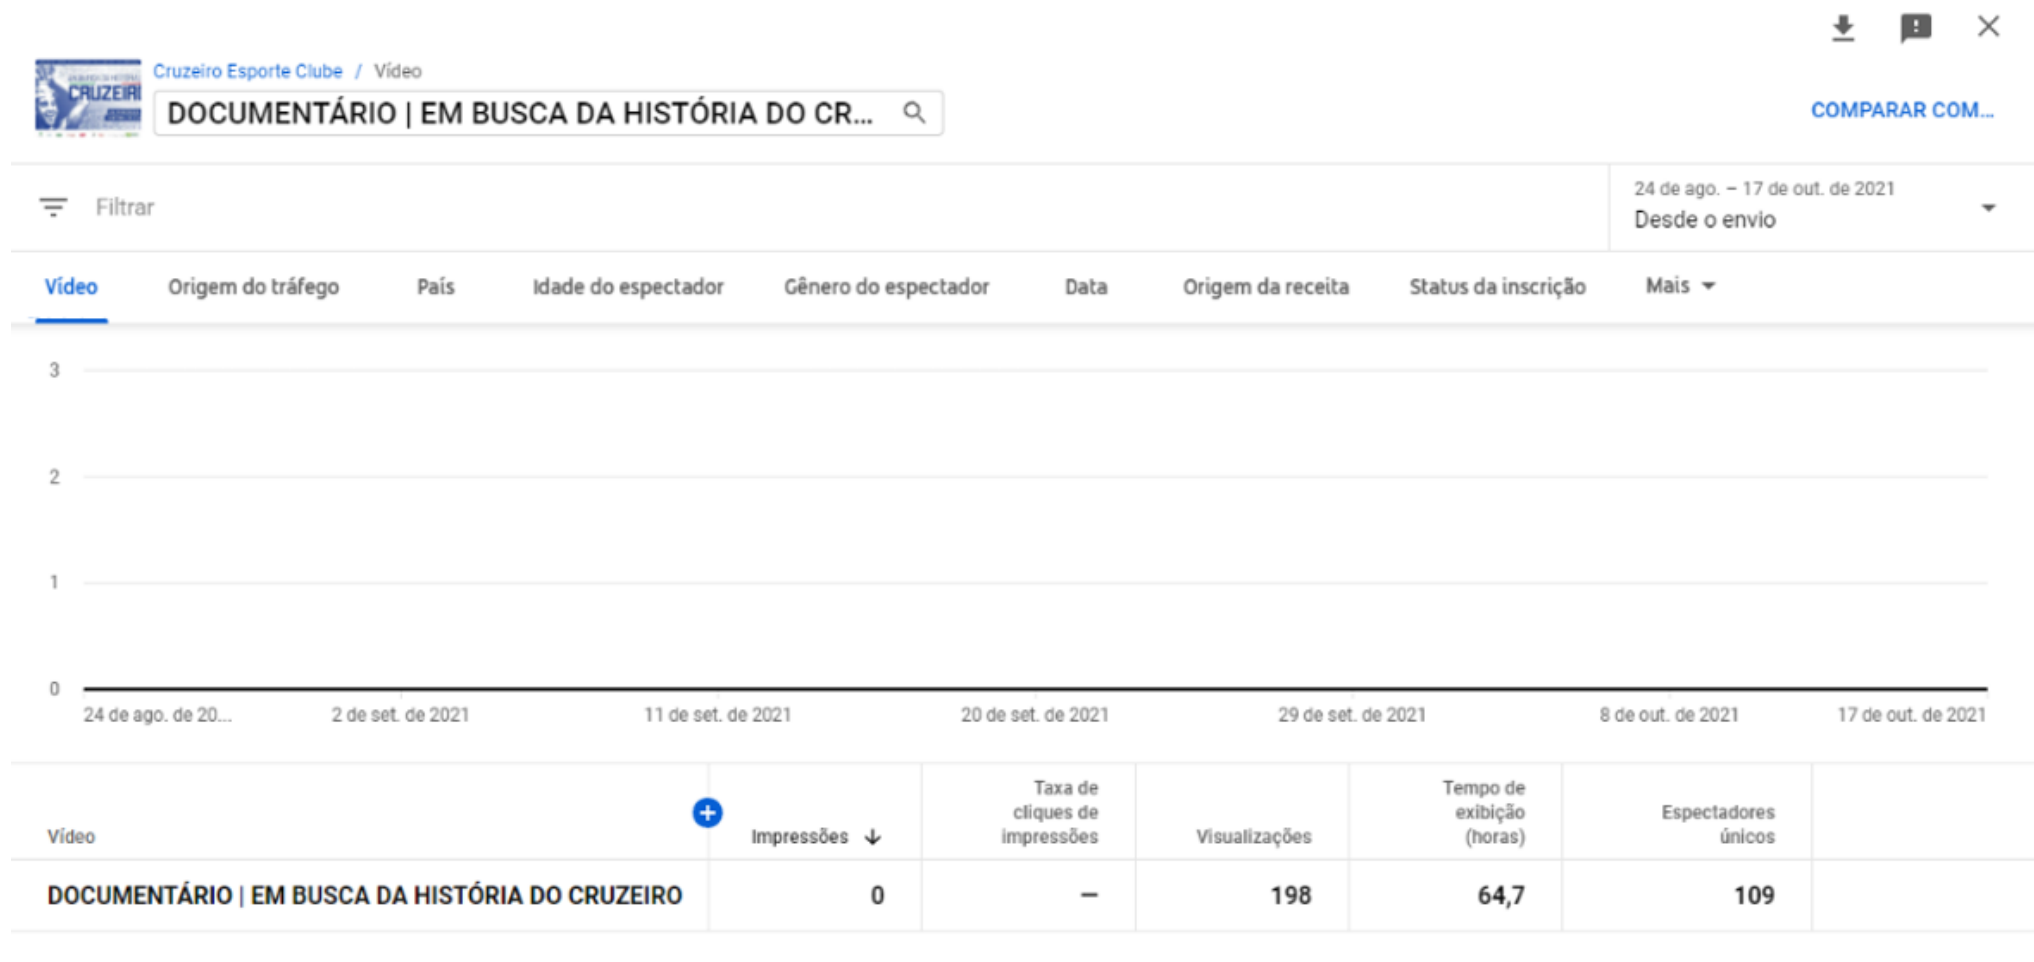 Cruzeiro Esporte Clube / Vídeo
CRUZEIRO
DOCUMENTÁRIO | EM BUSCA DA HISTÓRIA DO CR...
COMPARAR COM...
Filtrar
24 de ago. – 17 de out. de 2021
Desde o envio
Vídeo Origem do tráfego País Idade do espectador Gênero do espectador Data Origem da receita Status da inscrição Mais
3
2
1
0
24 de ago. de 20... 2 de set. de 2021 11 de set. de 2021 20 de set. de 2021 29 de set. de 2021 8 de out. de 2021 17 de out. de 2021
Vídeo
Impressões
Taxa de
cliques de
impressões
Visualizações
Tempo de
exibição
(horas)
Espectadores
únicos
DOCUMENTÁRIO | EM BUSCA DA HISTÓRIA DO CRUZEIRO 0 – 198 64,7 109